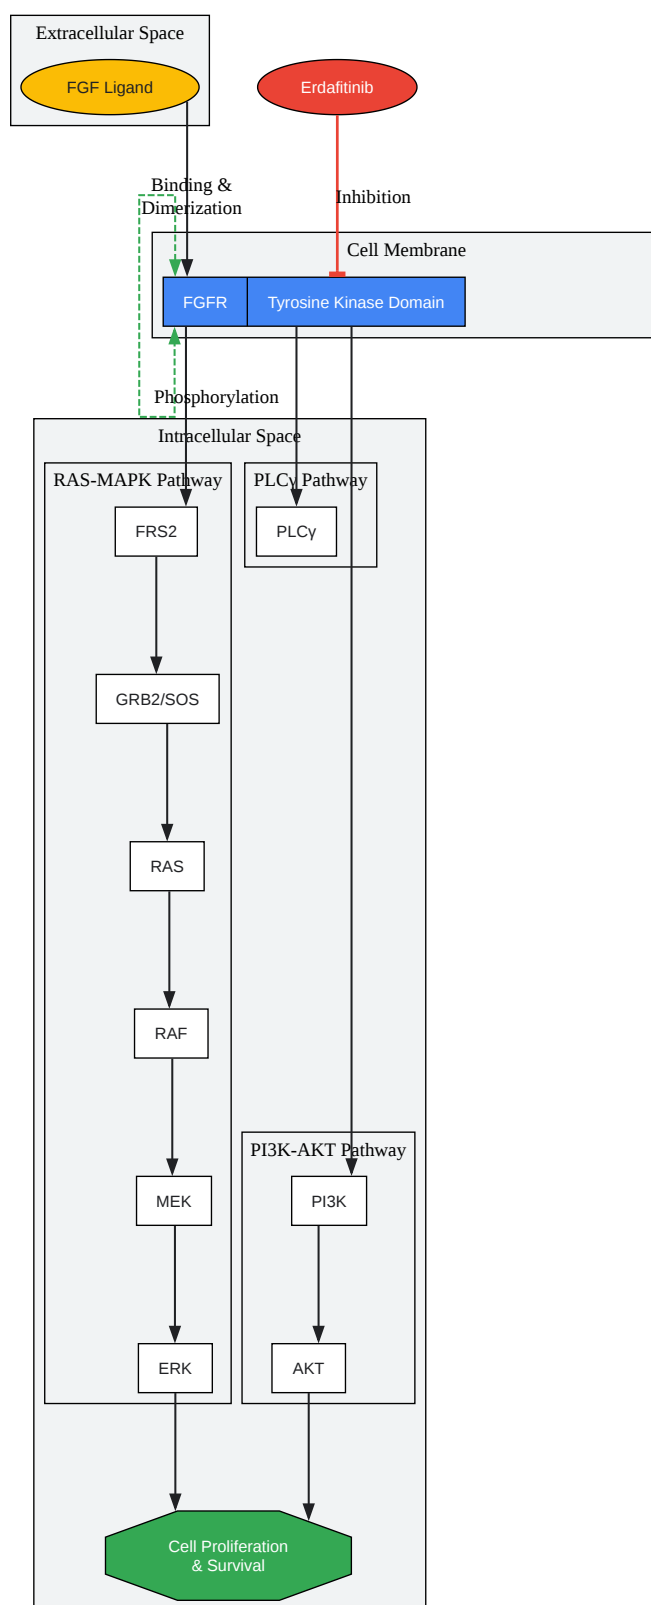 Extracellular Space
FGF Ligand
Erdafitinib
Binding &
Dimerization
Inhibition
Cell Membrane
FGFR
Tyrosine Kinase Domain
Phosphorylation
Intracellular Space
RAS-MAPK Pathway
PLCγ Pathway
FRS2
PLCγ
GRB2/SOS
RAS
RAF
PI3K-AKT Pathway
MEK
PI3K
ERK
AKT
Cell Proliferation
& Survival